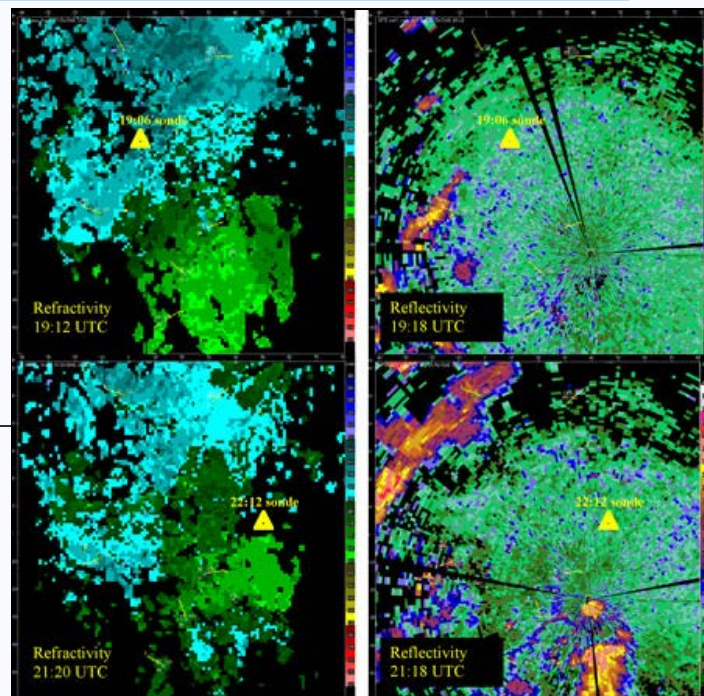 19:06 sonde
Refractivity
19:12 UTC
19:06 sonde
Reflectivity
19:18 UTC
22:12 sonde
Refractivity
21:20 UTC
22:12 sonde
Reflectivity
21:18 UTC